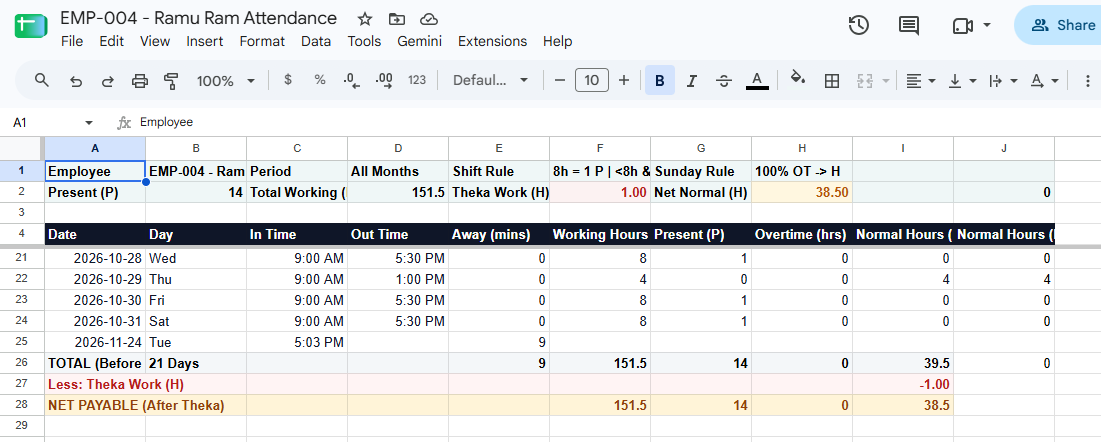 EMP-004 - Ramu Ram Attendance
File Edit View Insert Format Data Tools Gemini Extensions Help
Share
100% $ % .0 .00 123 Defaul... - 10 + B I S A A
A1 fx Employee
A B C D E F G H I J
1 Employee EMP-004 - Ram Period All Months Shift Rule 8h = 1 P | <8h & Sunday Rule 100% OT -> H
2 Present (P) 14 Total Working ( 151.5 Theka Work (H) 1.00 Net Normal (H) 38.50 0
3
4 Date Day In Time Out Time Away (mins) Working Hours Present (P) Overtime (hrs) Normal Hours ( Normal Hours (
21 2026-10-28 Wed 9:00 AM 5:30 PM 0 8 1 0 0 0
22 2026-10-29 Thu 9:00 AM 1:00 PM 0 4 0 0 4 4
23 2026-10-30 Fri 9:00 AM 5:30 PM 0 8 1 0 0 0
24 2026-10-31 Sat 9:00 AM 5:30 PM 0 8 1 0 0 0
25 2026-11-24 Tue 5:03 PM 9
26 TOTAL (Before 21 Days 9 151.5 14 0 39.5 0
27 Less: Theka Work (H) -1.00
28 NET PAYABLE (After Theka) 151.5 14 0 38.5
29